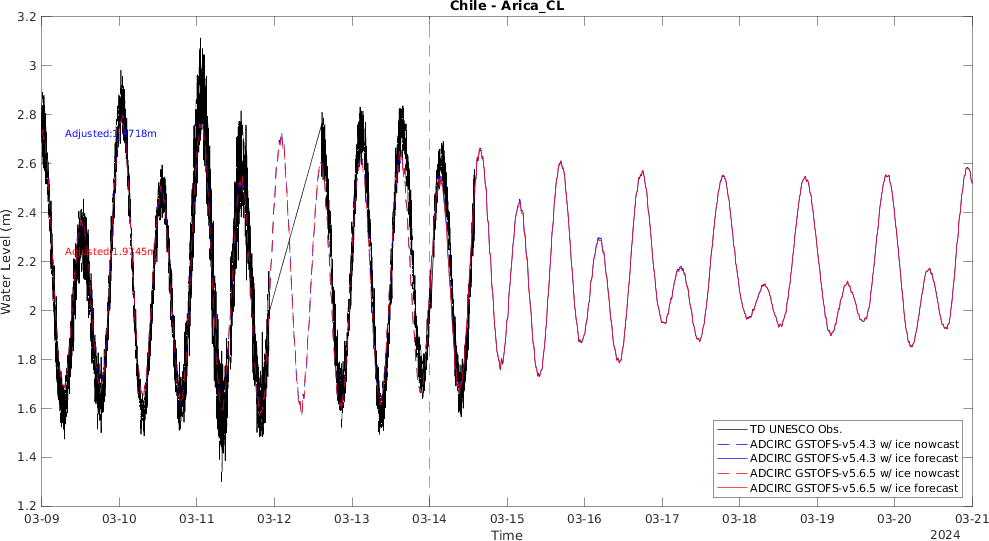 Chile - Arica_CL
3.2
3
2.8
2.6
2.4
2.2
2
1.8
1.6
1.4
1.2
Water Level (m)
Adjusted:1.9145m
03-09 03-10 03-11 03-12 03-13 03-14 03-15 03-16 03-17 03-18 03-19 03-20 03-21
Time
2024
TD UNESCO Obs.
ADCIRC GSTOFS-v5.4.3 w/ ice nowcast
ADCIRC GSTOFS-v5.4.3 w/ ice forecast
ADCIRC GSTOFS-v5.6.5 w/ ice nowcast
ADCIRC GSTOFS-v5.6.5 w/ ice forecast